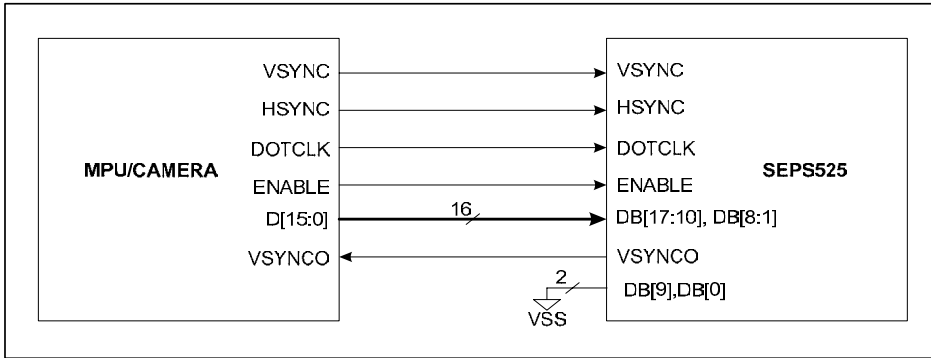 VSYNC VSYNC
HSYNC HSYNC
DOTCLK DOTCLK
MPU/CAMERA SEPS525
ENABLE ENABLE
D[15:0] 16 DB[17:10], DB[8:1]
VSYNCO VSYNCO
2 DB[9],DB[0]
VSS